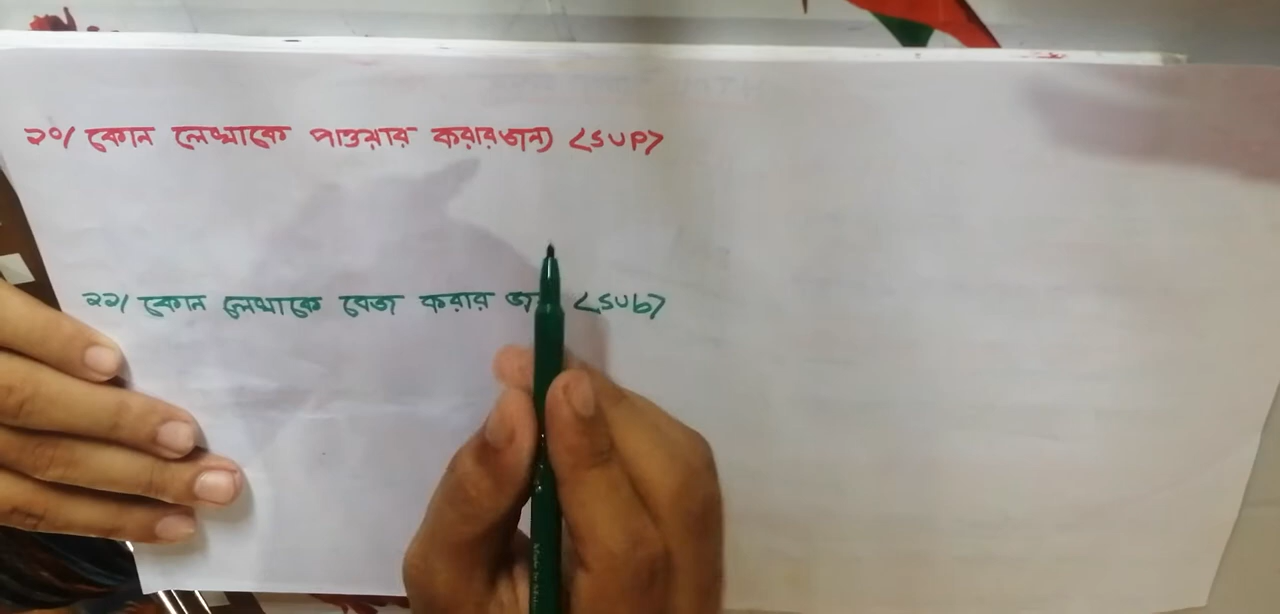 ২০/ কোন লেখাকে পাওয়ার করারজন্য <SUP>
২১/ কোন লেখাকে বেজ করার <SUb>